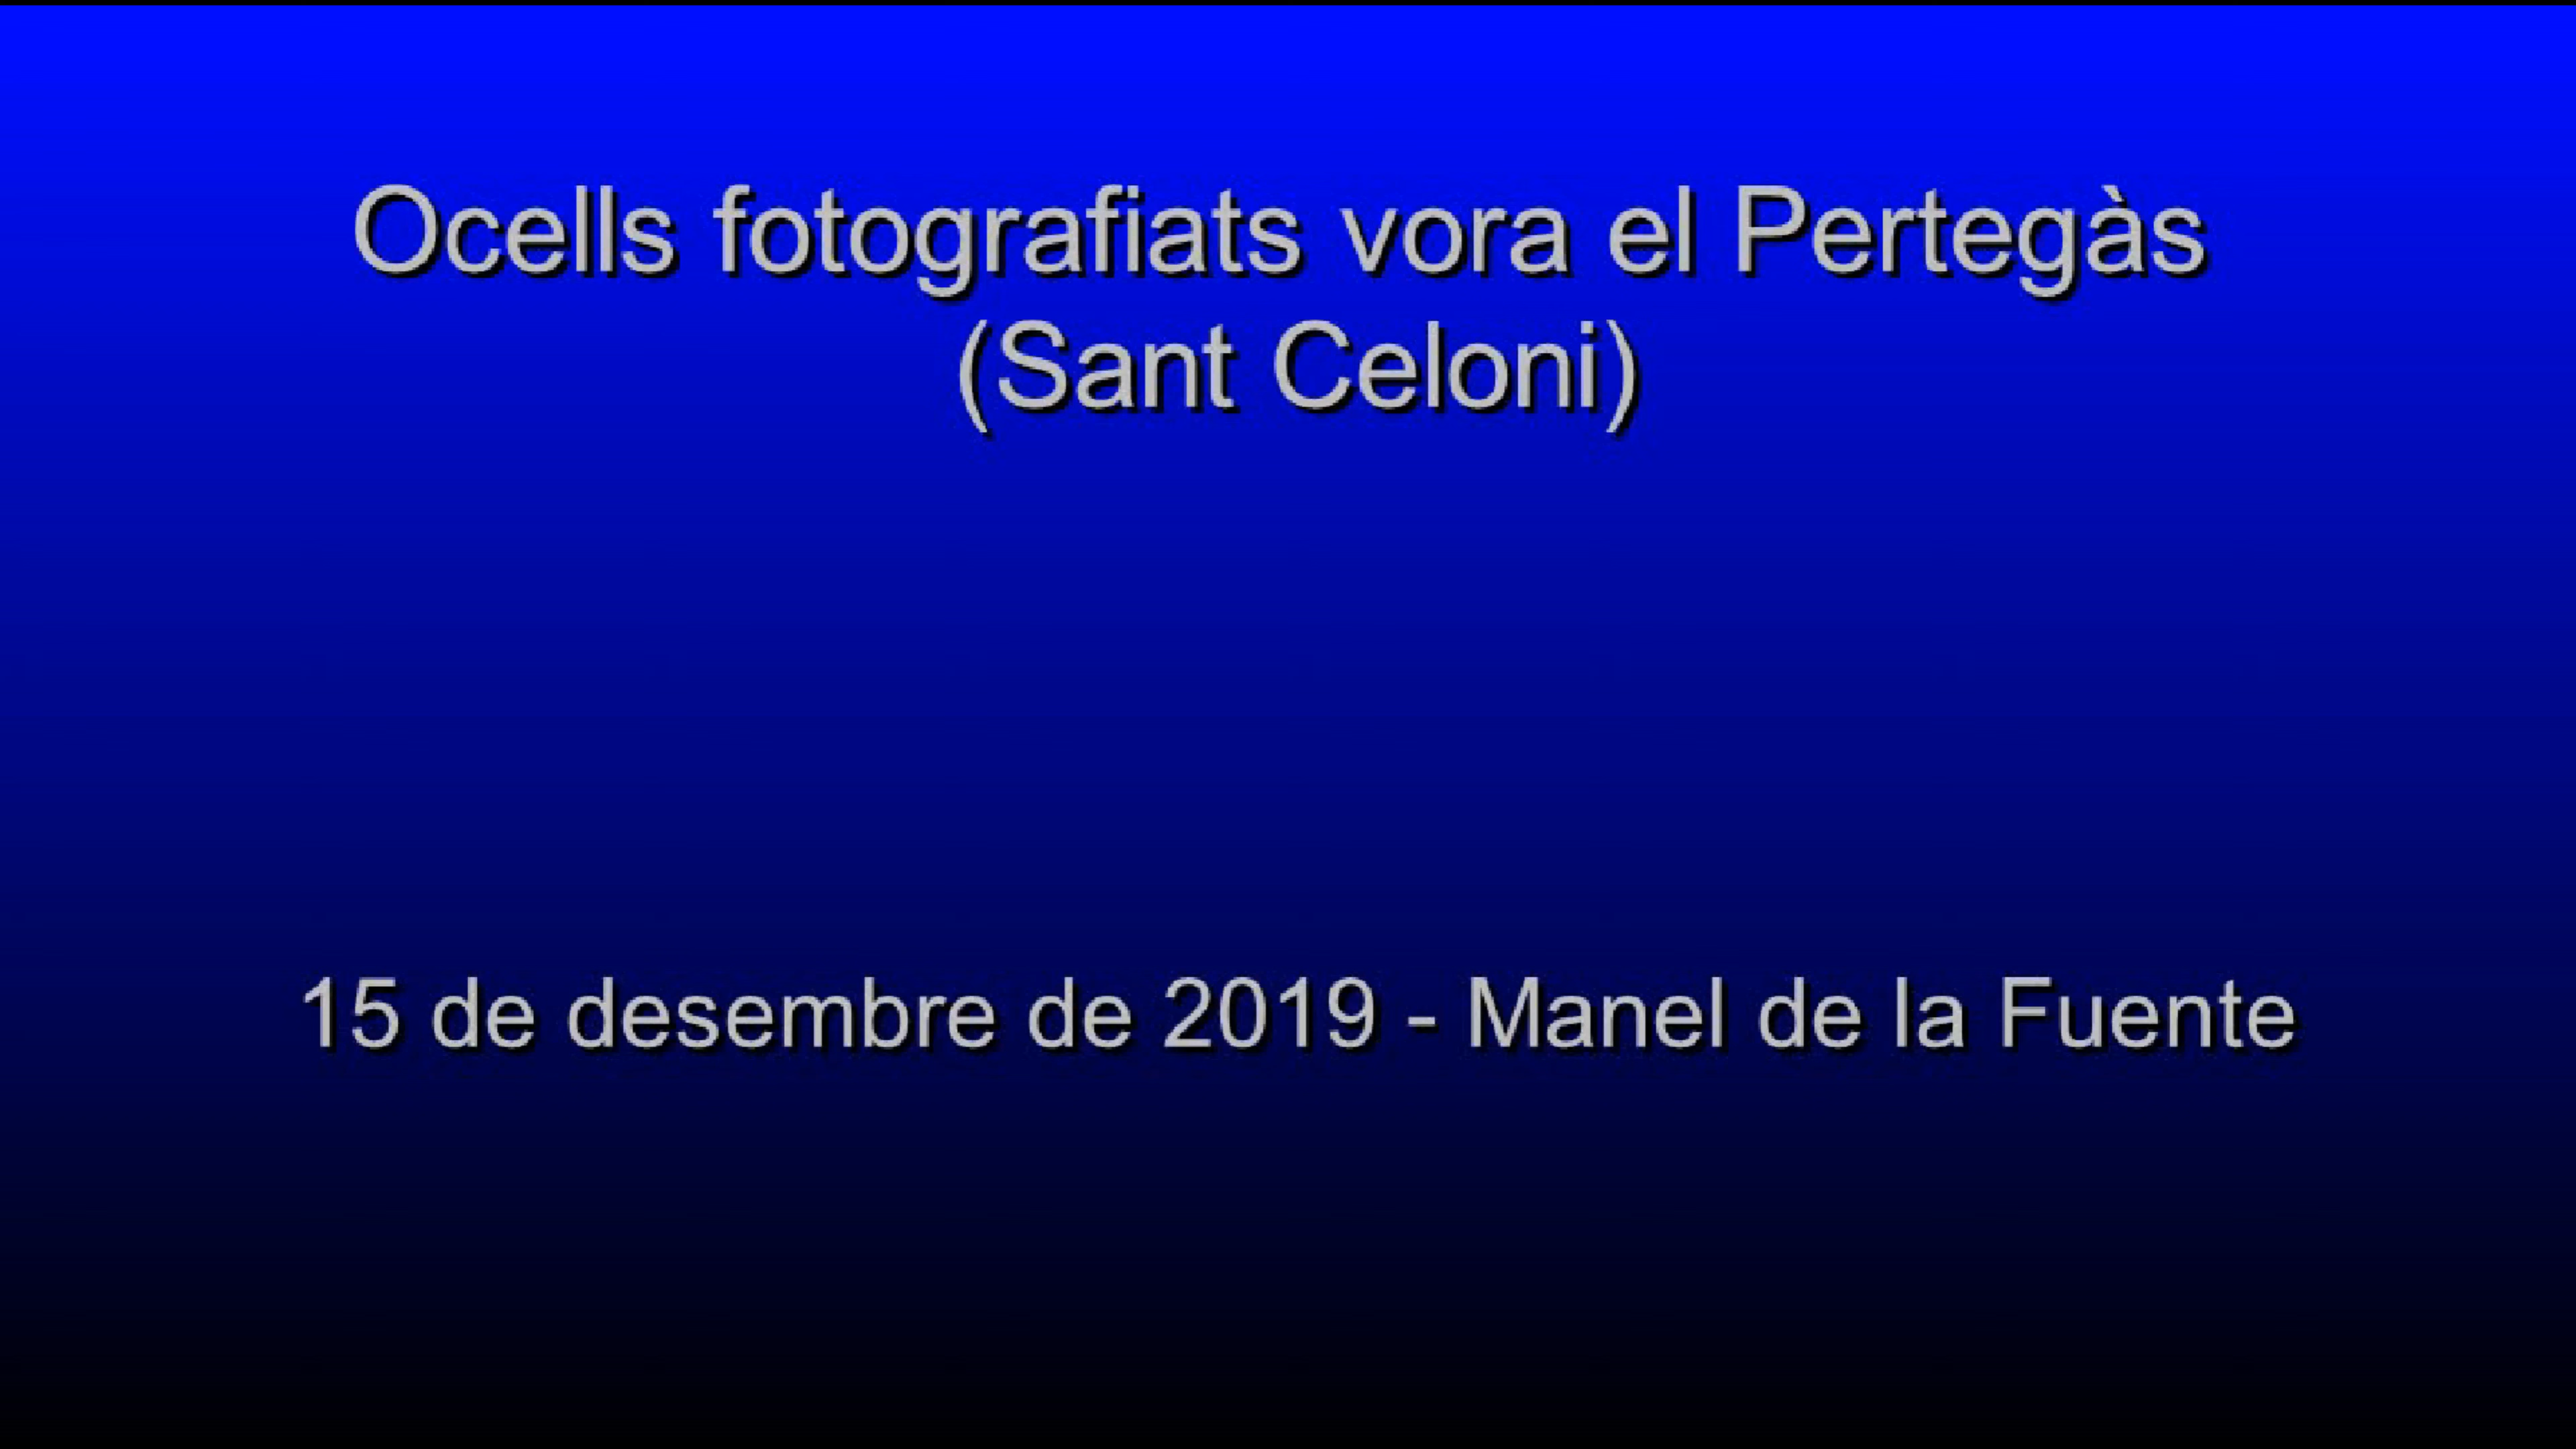 Ocells fotografiats vora el Pertegàs
(Sant Celoni)
15 de desembre de 2019 - Manel de la Fuente